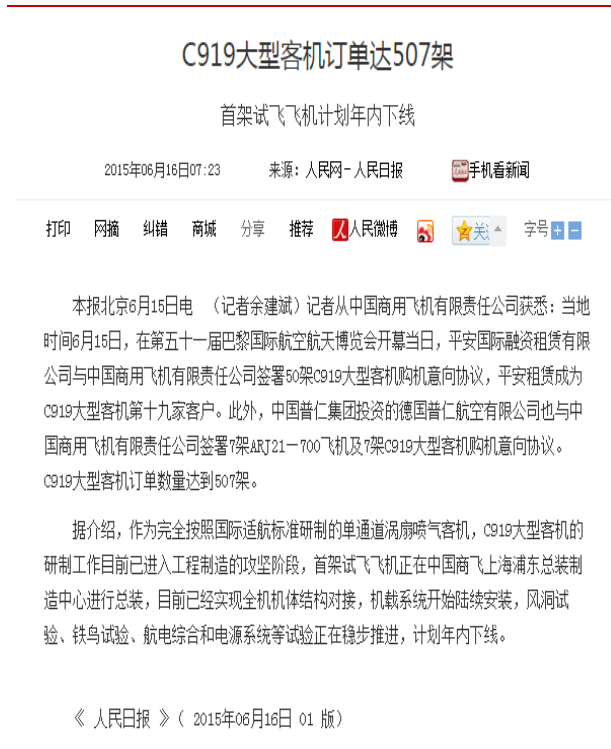 C919大型客机订单达507架
首架试飞飞机计划年内下线
2015年06月16日07:23 来源：人民网－人民日报 手机看新闻
打印 网摘 纠错 商城 分享 推荐 人民微博 关注 字号
本报北京6月15日电 （记者余建斌）记者从中国商用飞机有限责任公司获悉：当地
时间6月15日，在第五十一届巴黎国际航空航天博览会开幕当日，平安国际融资租赁有限
公司与中国商用飞机有限责任公司签署50架C919大型客机购机意向协议，平安租赁成为
C919大型客机第十九家客户。此外，中国普仁集团投资的德国普仁航空有限公司也与中
国商用飞机有限责任公司签署7架ARJ21－700飞机及7架C919大型客机购机意向协议。
C919大型客机订单数量达到507架。
据介绍，作为完全按照国际适航标准研制的单通道涡扇喷气客机，C919大型客机的
研制工作目前已进入工程制造的攻坚阶段，首架试飞飞机正在中国商飞上海浦东总装制
造中心进行总装，目前已经实现全机机体结构对接，机载系统开始陆续安装，风洞试
验、铁鸟试验、航电综合和电源系统等试验正在稳步推进，计划年内下线。
《 人民日报 》（ 2015年06月16日 01 版）